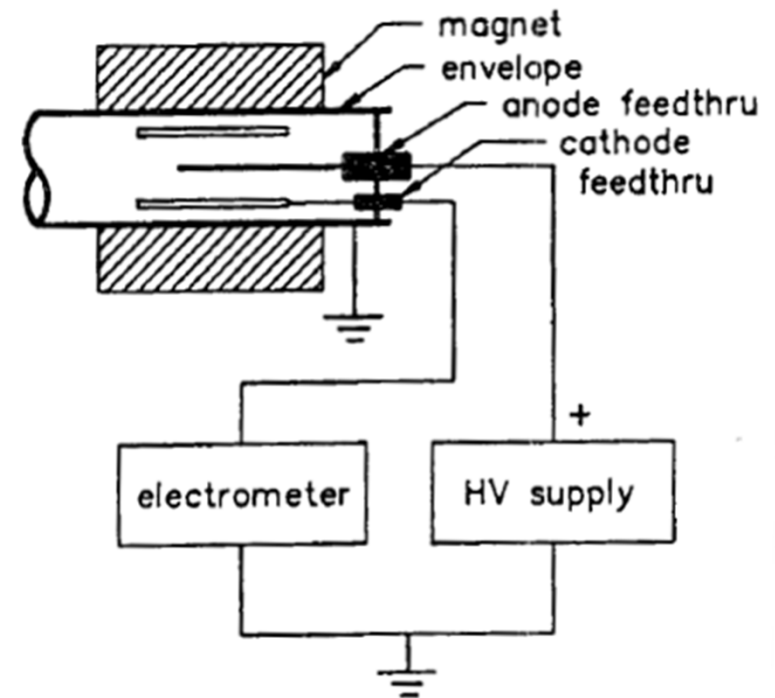 magnet
envelope
anode feedthru
cathode
feedthru
+
electrometer
HV supply